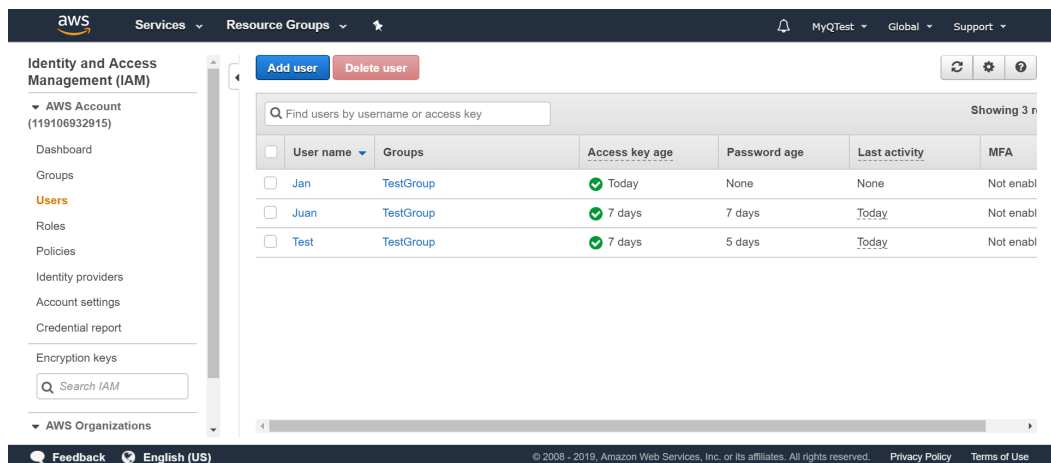 aws Services Resource Groups MyQTest Global Support
Identity and Access
Management (IAM)
AWS Account
(119106932915)
Dashboard
Groups
Users
Roles
Policies
Identity providers
Account settings
Credential report
Encryption keys
Search IAM
AWS Organizations
Add user Delete user
Find users by username or access key Showing 3 r
User name Groups Access key age Password age Last activity MFA
Jan TestGroup Today None None Not enabl
Juan TestGroup 7 days 7 days Today Not enabl
Test TestGroup 7 days 5 days Today Not enabl
Feedback English (US) © 2008 - 2019, Amazon Web Services, Inc. or its affiliates. All rights reserved. Privacy Policy Terms of Use